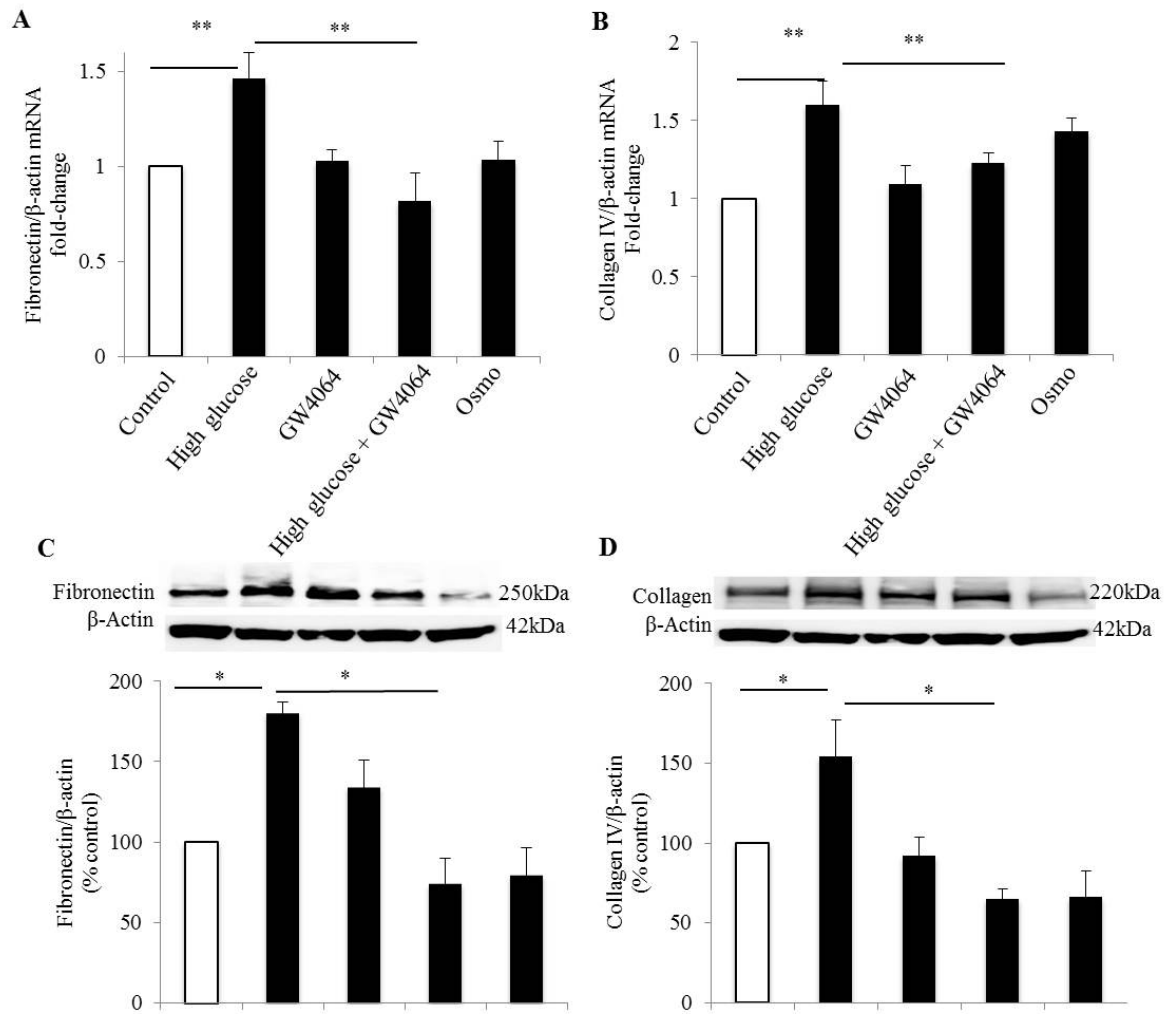 A
**
**
Fibronectin/β-actin mRNA
fold-change
1.5
1
0.5
0
Control
High glucose
GW4064
High glucose + GW4064
Osmo
B
**
**
Collagen IV/β-actin mRNA
Fold-change
2
1.5
1
0.5
0
Control
High glucose
GW4064
High glucose + GW4064
Osmo
C
Fibronectin
250kDa
β-Actin
42kDa
*
*
Fibronectin/β-actin
(% control)
200
150
100
50
0
D
Collagen
220kDa
β-Actin
42kDa
*
*
Collagen IV/β-actin
(% control)
200
150
100
50
0